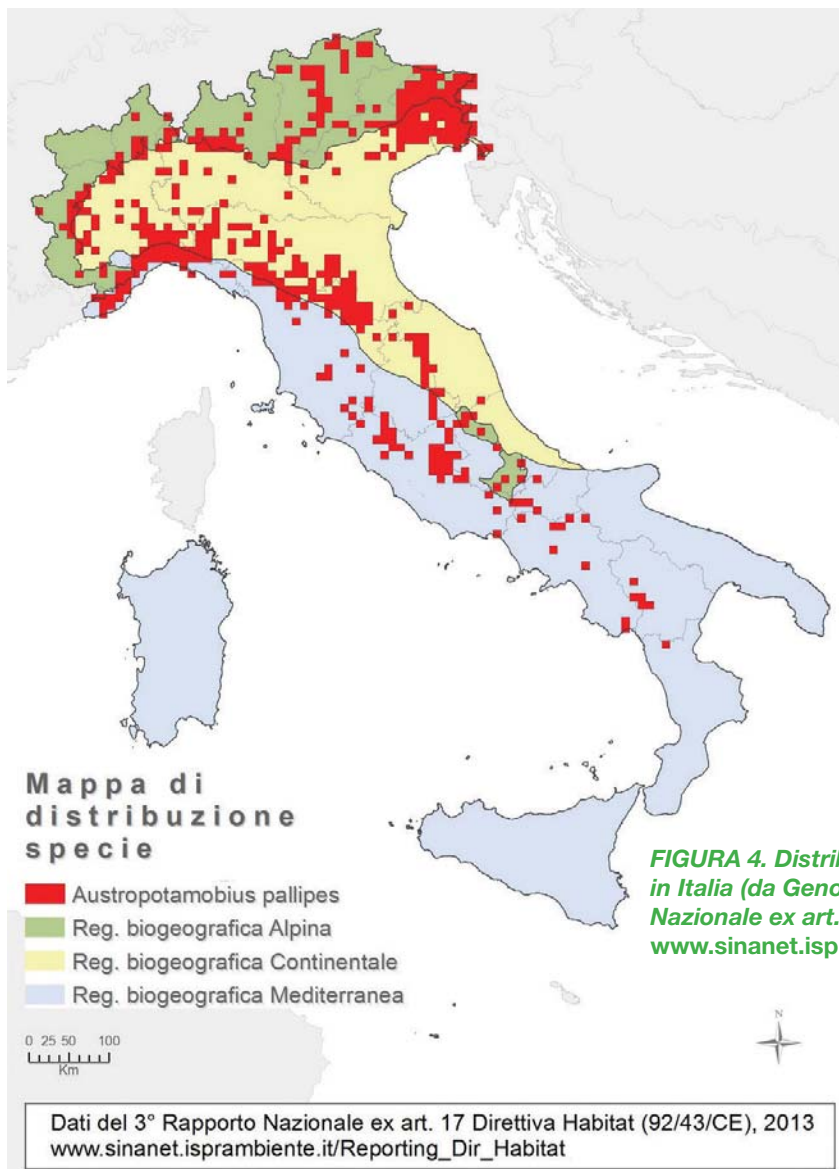 Mappa di
distribuzione
specie
Austropotamobius pallipes
Reg. biogeografica Alpina
Reg. biogeografica Continentale
Reg. biogeografica Mediterranea
0 25 50 100
Km
FIGURA 4. Distri
in Italia (da Geno
Nazionale ex art.
www.sinanet.isp
N
Dati del 3° Rapporto Nazionale ex art. 17 Direttiva Habitat (92/43/CE), 2013
www.sinanet.isprambiente.it/Reporting_Dir_Habitat